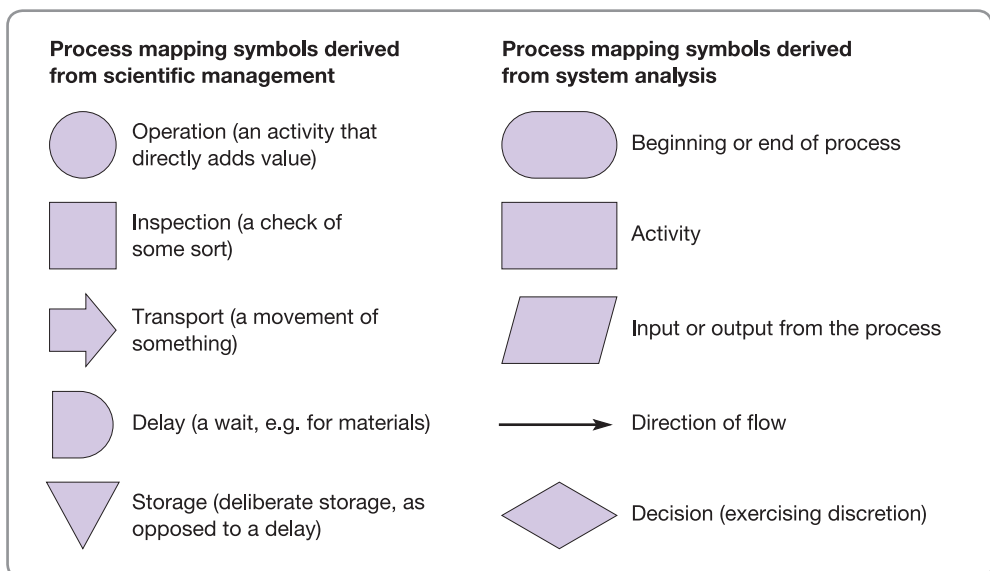 Process mapping symbols derived
from scientific management
Operation (an activity that
directly adds value)
Inspection (a check of
some sort)
Transport (a movement of
something)
Delay (a wait, e.g. for materials)
Storage (deliberate storage, as
opposed to a delay)
Process mapping symbols derived
from system analysis
Beginning or end of process
Activity
Input or output from the process
Direction of flow
Decision (exercising discretion)